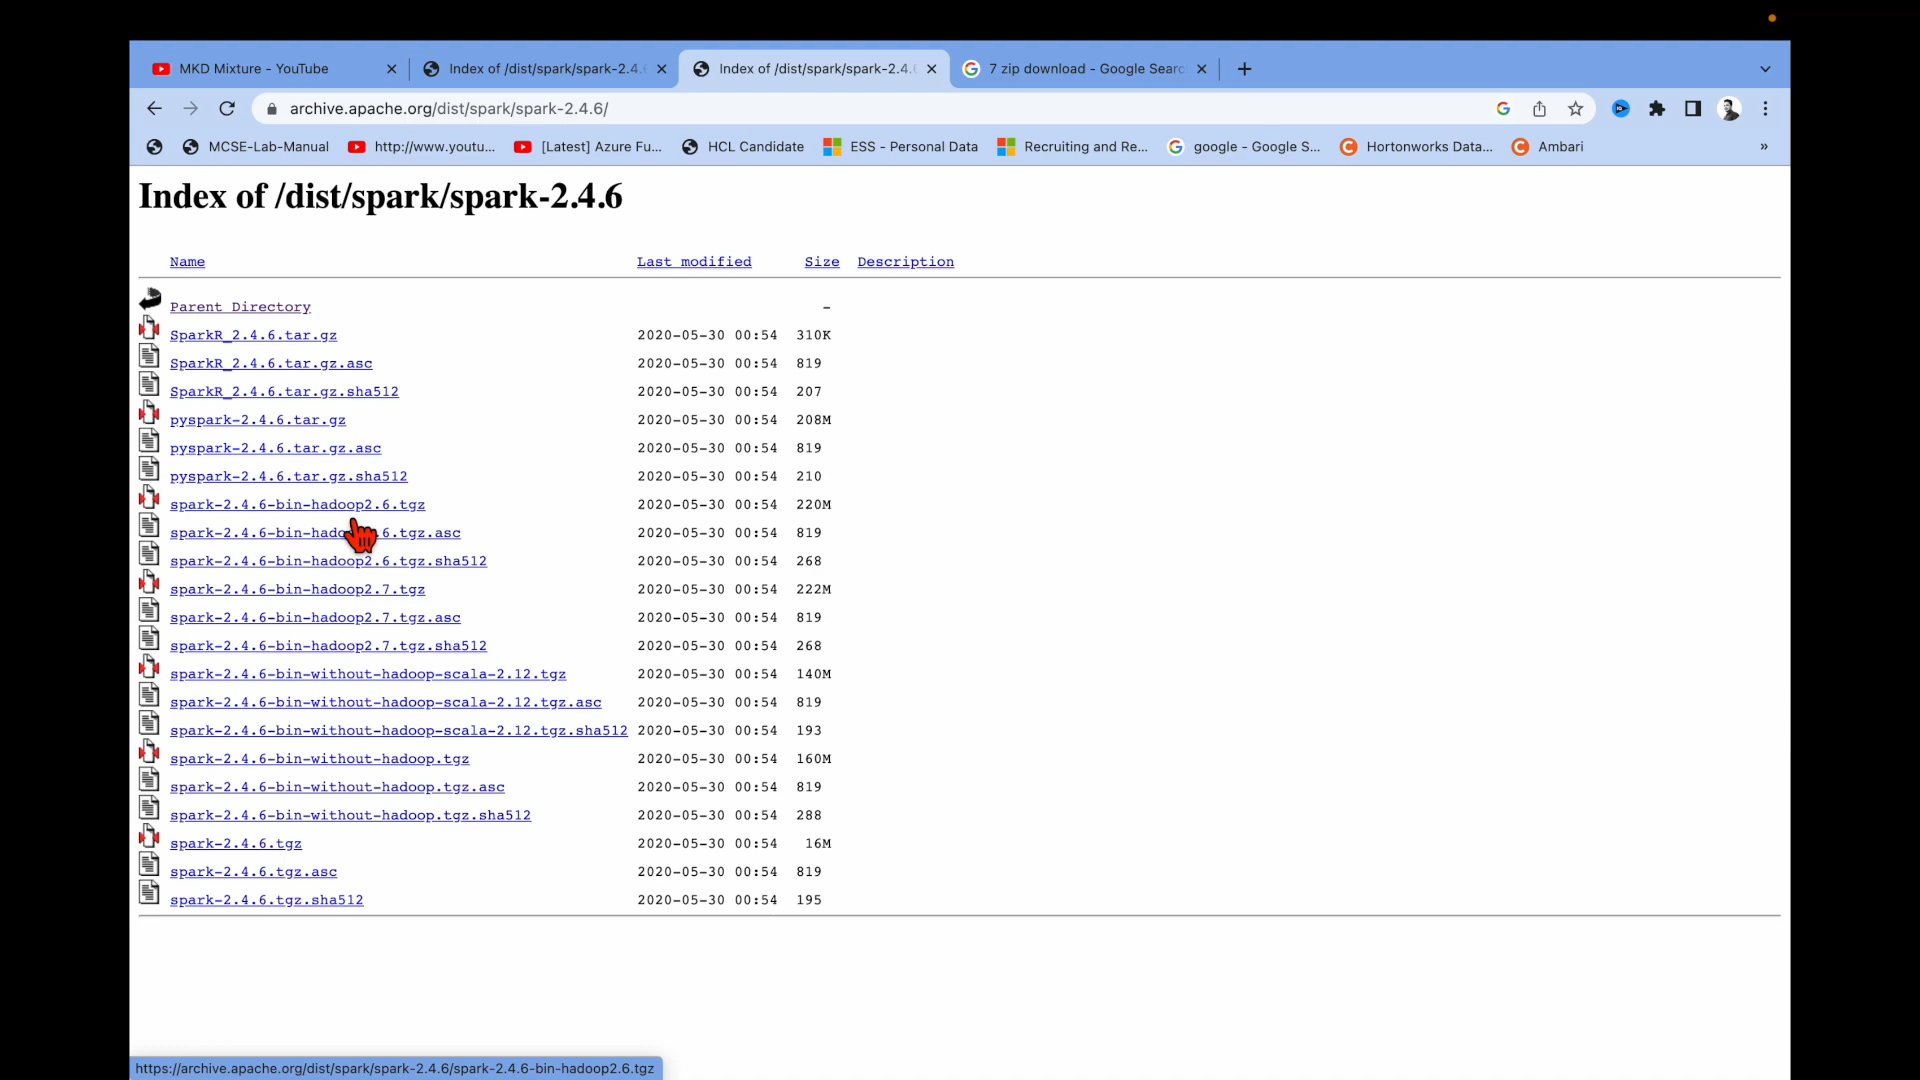 MKD Mixture - YouTube
Index of /dist/spark/spark-2.4.6
Index of /dist/spark/spark-2.4.6
7 zip download - Google Searc
archive.apache.org/dist/spark/spark-2.4.6/
MCSE-Lab-Manual
http://www.youtu...
[Latest] Azure Fu...
HCL Candidate
ESS - Personal Data
Recruiting and Re...
google - Google S...
Hortonworks Data...
Ambari
»
Index of /dist/spark/spark-2.4.6
Name Last modified Size Description
Parent Directory -
SparkR_2.4.6.tar.gz 2020-05-30 00:54 310K
SparkR_2.4.6.tar.gz.asc 2020-05-30 00:54 819
SparkR_2.4.6.tar.gz.sha512 2020-05-30 00:54 207
pyspark-2.4.6.tar.gz 2020-05-30 00:54 208M
pyspark-2.4.6.tar.gz.asc 2020-05-30 00:54 819
pyspark-2.4.6.tar.gz.sha512 2020-05-30 00:54 210
spark-2.4.6-bin-hadoop2.6.tgz 2020-05-30 00:54 220M
spark-2.4.6-bin-hadoop2.6.tgz.asc 2020-05-30 00:54 819
spark-2.4.6-bin-hadoop2.6.tgz.sha512 2020-05-30 00:54 268
spark-2.4.6-bin-hadoop2.7.tgz 2020-05-30 00:54 222M
spark-2.4.6-bin-hadoop2.7.tgz.asc 2020-05-30 00:54 819
spark-2.4.6-bin-hadoop2.7.tgz.sha512 2020-05-30 00:54 268
spark-2.4.6-bin-without-hadoop-scala-2.12.tgz 2020-05-30 00:54 140M
spark-2.4.6-bin-without-hadoop-scala-2.12.tgz.asc 2020-05-30 00:54 819
spark-2.4.6-bin-without-hadoop-scala-2.12.tgz.sha512 2020-05-30 00:54 193
spark-2.4.6-bin-without-hadoop.tgz 2020-05-30 00:54 160M
spark-2.4.6-bin-without-hadoop.tgz.asc 2020-05-30 00:54 819
spark-2.4.6-bin-without-hadoop.tgz.sha512 2020-05-30 00:54 288
spark-2.4.6.tgz 2020-05-30 00:54 16M
spark-2.4.6.tgz.asc 2020-05-30 00:54 819
spark-2.4.6.tgz.sha512 2020-05-30 00:54 195
https://archive.apache.org/dist/spark/spark-2.4.6/spark-2.4.6-bin-hadoop2.6.tgz